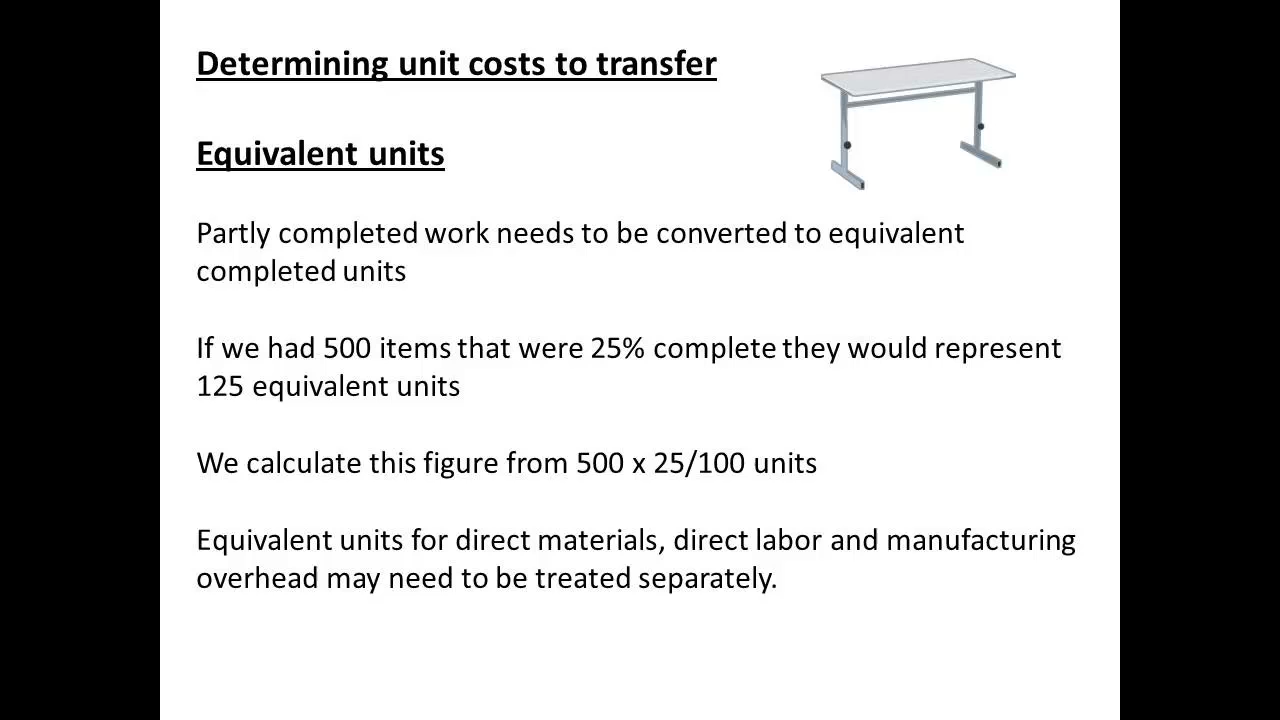 Determining unit costs to transfer
Equivalent units
Partly completed work needs to be converted to equivalent
completed units
If we had 500 items that were 25% complete they would represent
125 equivalent units
We calculate this figure from 500 x 25/100 units
Equivalent units for direct materials, direct labor and manufacturing
overhead may need to be treated separately.